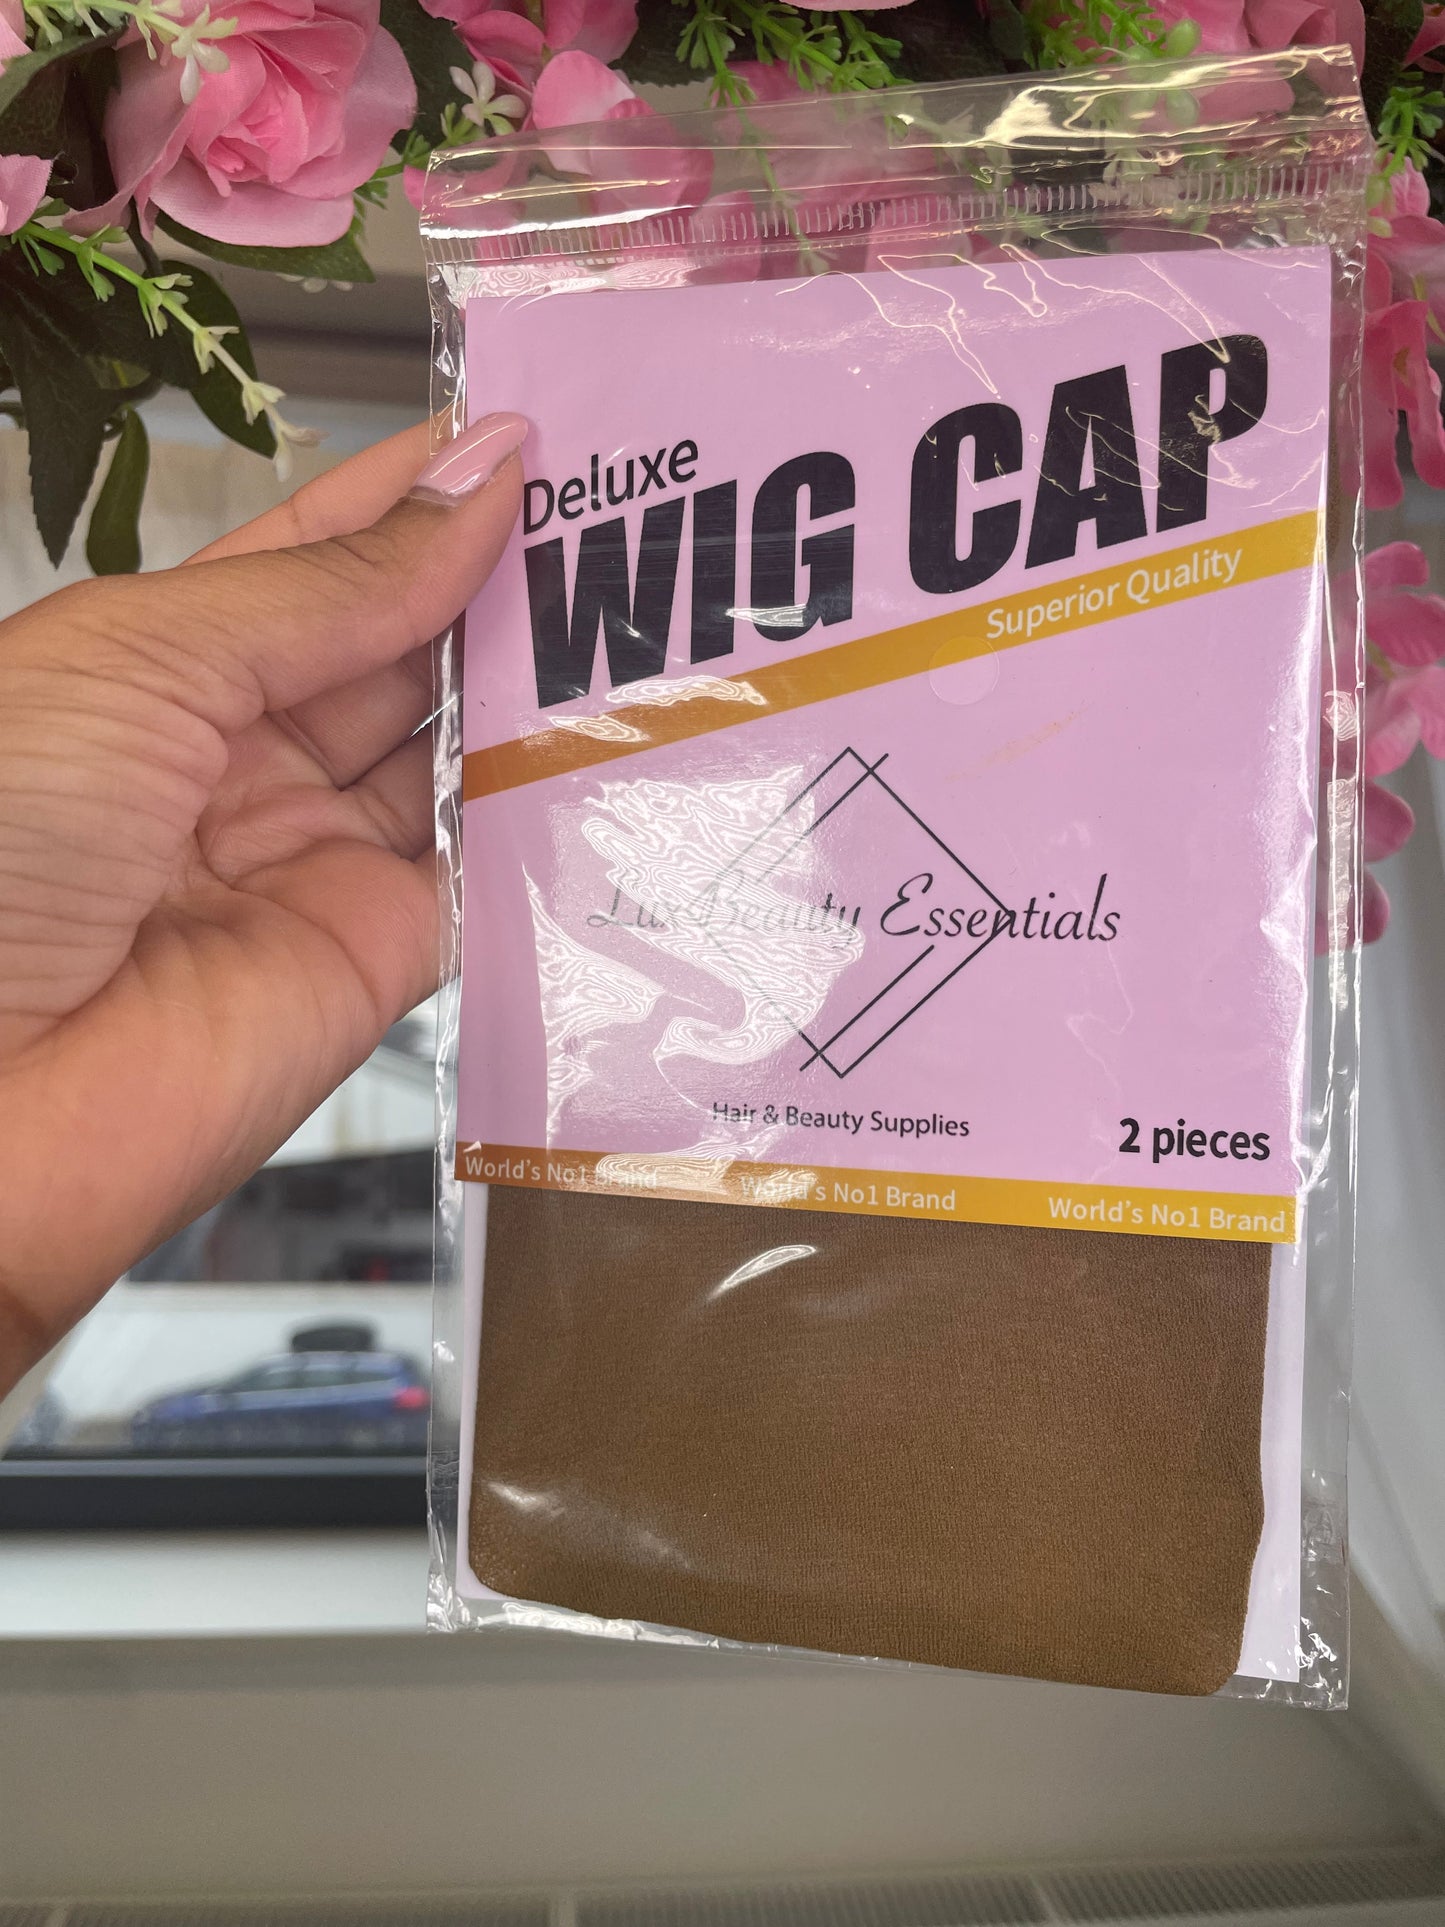 Deluxe
WIG CAP
Superior Quality
Lux Beauty Essentials
Hair & Beauty Supplies
2 pieces
World's No1 Brand World's No1 Brand World's No1 Brand